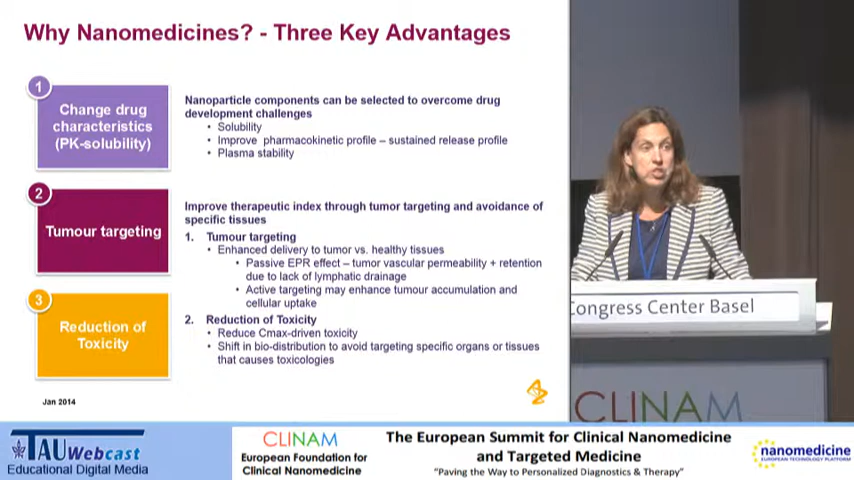 Why Nanomedicines? - Three Key Advantages
1
Change drug
characteristics
(PK-solubility)
Nanoparticle components can be selected to overcome drug
development challenges
• Solubility
• Improve pharmacokinetic profile – sustained release profile
• Plasma stability
2
Tumour targeting
Improve therapeutic index through tumor targeting and avoidance of
specific tissues
1. Tumour targeting
• Enhanced delivery to tumor vs. healthy tissues
• Passive EPR effect – tumor vascular permeability + retention
due to lack of lymphatic drainage
• Active targeting may enhance tumour accumulation and
cellular uptake
3
Reduction of
Toxicity
2. Reduction of Toxicity
• Reduce Cmax-driven toxicity
• Shift in bio-distribution to avoid targeting specific organs or tissues
that causes toxicologies
Jan 2014
Congress Center Basel
CLINAM
TAU Webcast
Educational Digital Media
CLINAM
European Foundation for
Clinical Nanomedicine
The European Summit for Clinical Nanomedicine
and Targeted Medicine
"Paving the Way to Personalized Diagnostics & Therapy"
nanomedicine
EUROPEAN TECHNOLOGY PLATFORM